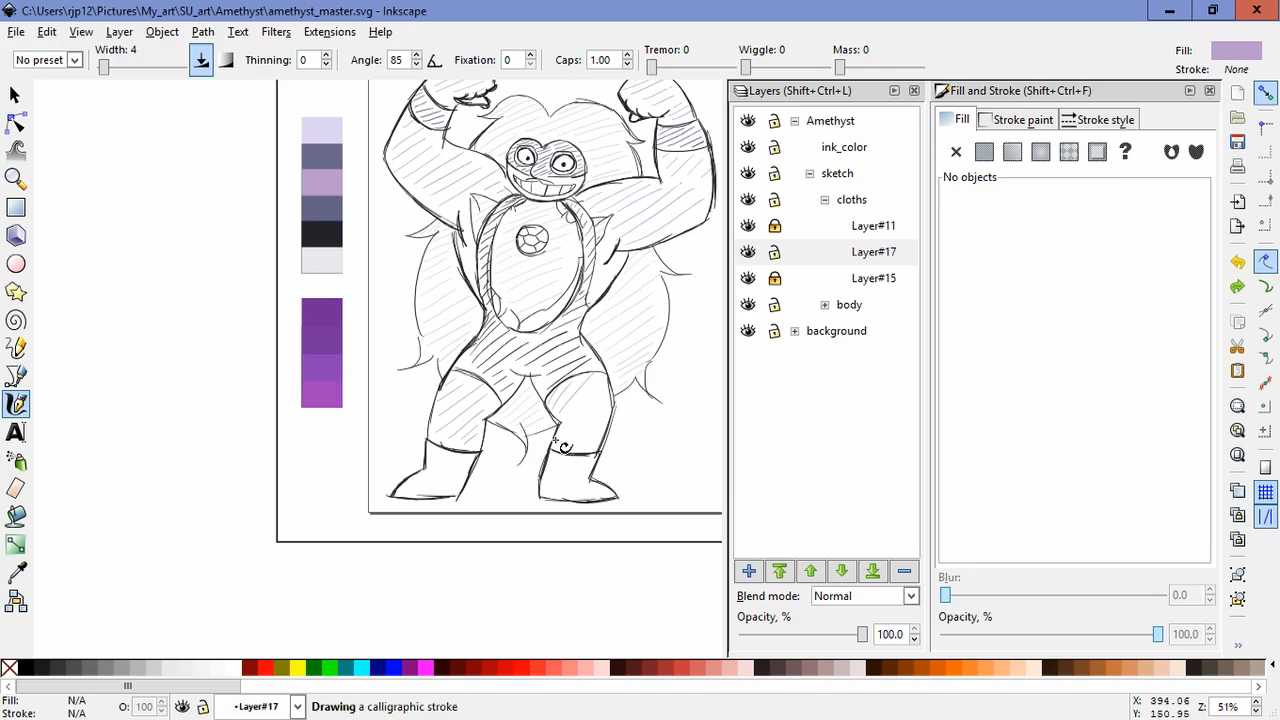 C:\Users\rjp12\Pictures\My_art\SU_art\Amethyst\amethyst_master.svg - Inkscape
File Edit View Layer Object Path Text Filters Extensions Help
No preset Width: 4 Thinning: 0 Angle: 85 Fixation: 0 Caps: 1.00 Tremor: 0 Wiggle: 0 Mass: 0 Fill:
Stroke: None
Layers (Shift+Ctrl+L)
Amethyst
ink_color
sketch
cloths
Layer#11
Layer#17
Layer#15
body
background
Blend mode: Normal
Opacity, %
100.0
Fill and Stroke (Shift+Ctrl+F)
Fill Stroke paint Stroke style
?
No objects
Blur:
0.0
Opacity, %
100.0
Fill: N/A
Stroke: N/A
O: 100
•Layer#17
Drawing a calligraphic stroke
X: 394.06
Y: 150.95
Z: 51%